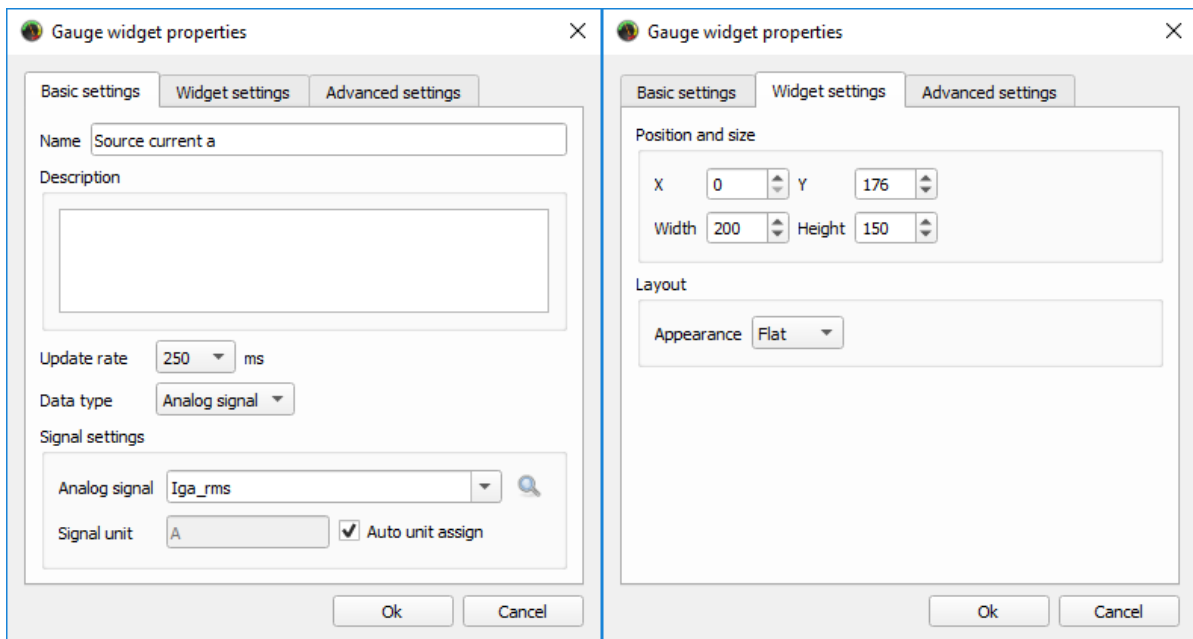 Gauge widget properties
Basic settings Widget settings Advanced settings
Name Source current a
Description
Update rate 250 ms
Data type Analog signal
Signal settings
Analog signal Iga_rms
Signal unit A Auto unit assign
Ok Cancel
Gauge widget properties
Basic settings Widget settings Advanced settings
Position and size
X 0 Y 176
Width 200 Height 150
Layout
Appearance Flat
Ok Cancel